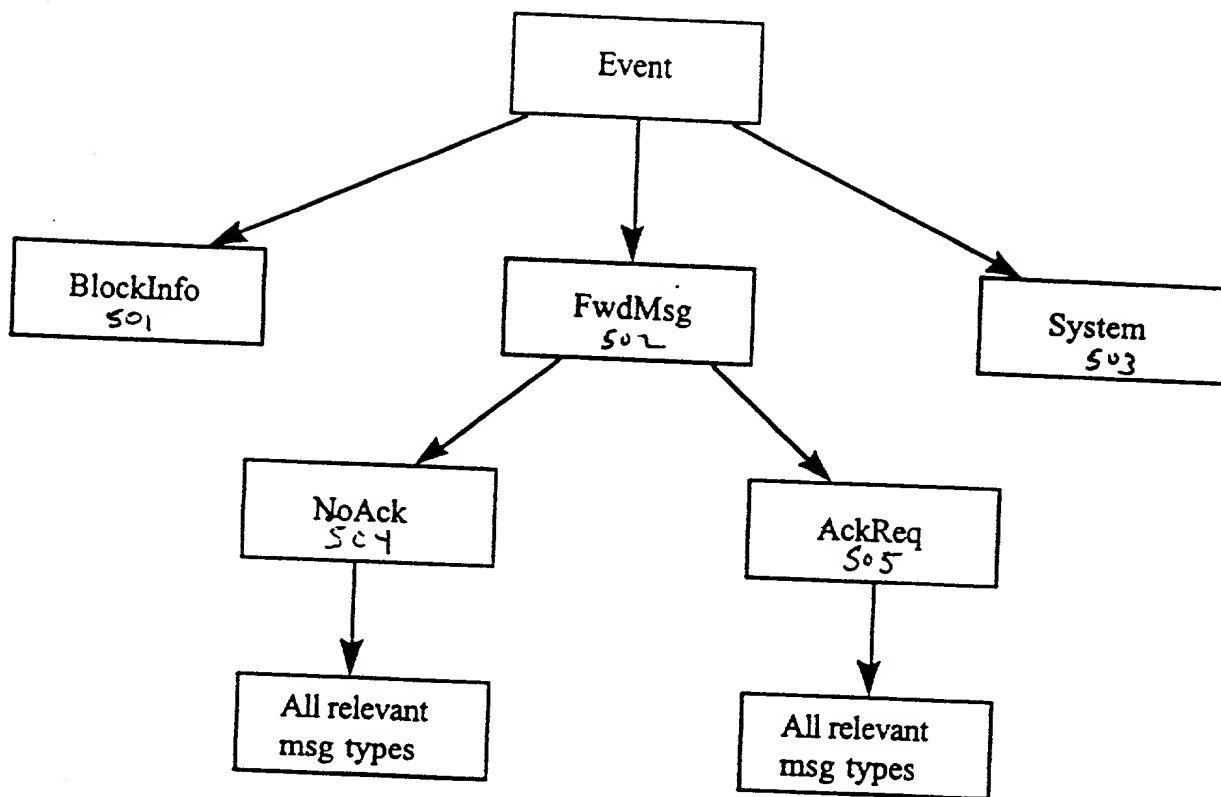 Event
BlockInfo
501
FwdMsg
502
System
503
NoAck
504
AckReq
505
All relevant
msg types
All relevant
msg types